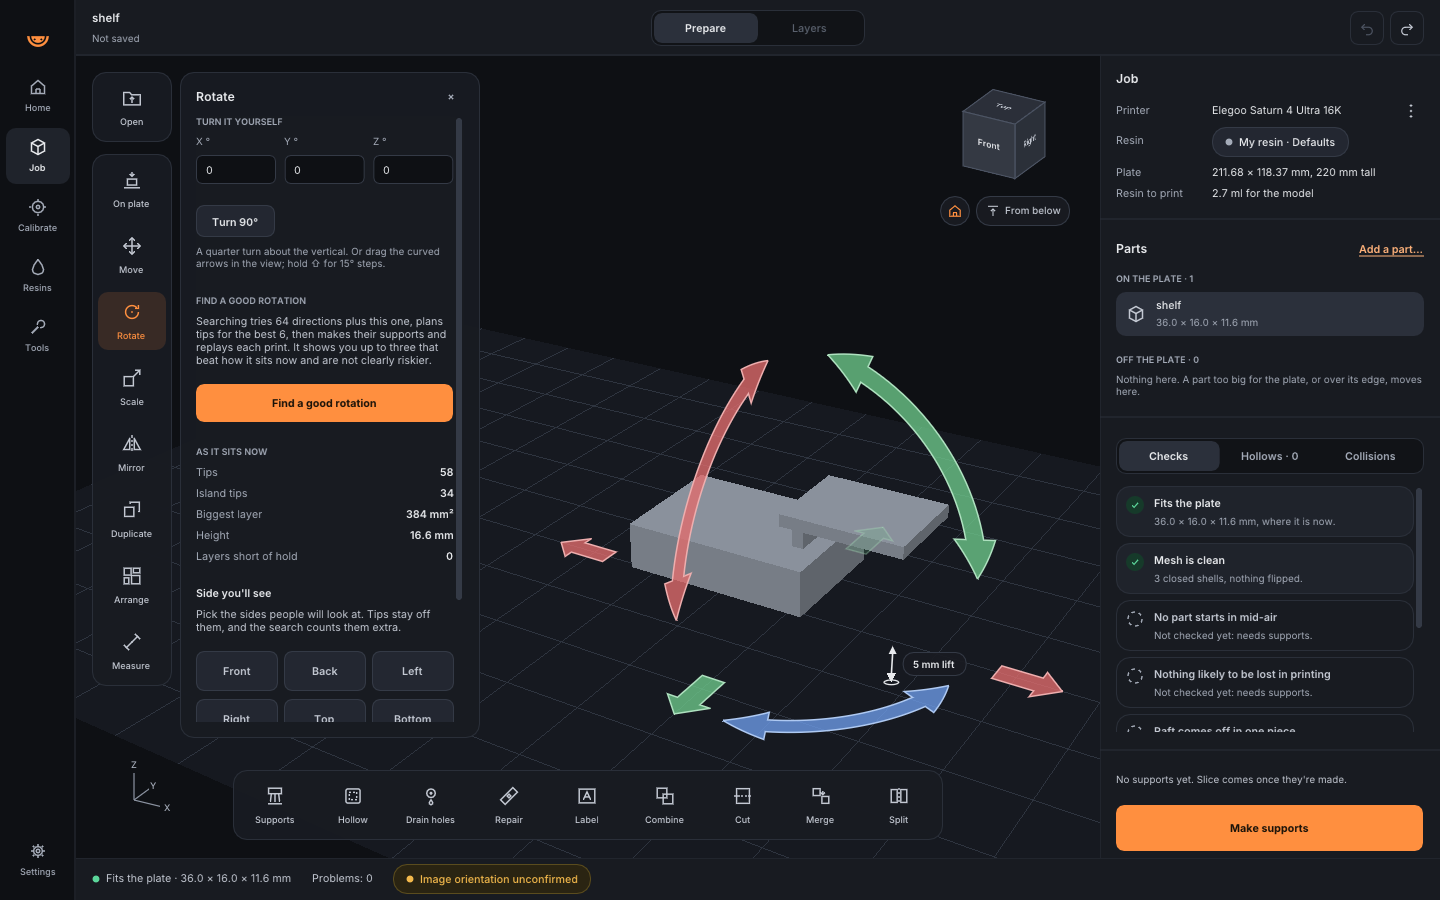 shelf
Not saved
Prepare
Layers
Home
Job
Calibrate
Resins
Tools
Settings
Open
On plate
Move
Rotate
Scale
Mirror
Duplicate
Arrange
Measure
Rotate
×
TURN IT YOURSELF
X °
Y °
Z °
0
0
0
Turn 90°
A quarter turn about the vertical. Or drag the curved
arrows in the view; hold ⇧ for 15° steps.
FIND A GOOD ROTATION
Searching tries 64 directions plus this one, plans
tips for the best 6, then makes their supports and
replays each print. It shows you up to three that
beat how it sits now and are not clearly riskier.
Find a good rotation
AS IT SITS NOW
Tips 58
Island tips 34
Biggest layer 384 mm²
Height 16.6 mm
Layers short of hold 0
Side you'll see
Pick the sides people will look at. Tips stay off
them, and the search counts them extra.
Front
Back
Left
Right
Top
Bottom
Top
Front
Right
From below
5 mm lift
Z
Y
X
Supports
Hollow
Drain holes
Repair
Label
Combine
Cut
Merge
Split
Job
Printer Elegoo Saturn 4 Ultra 16K
Resin My resin · Defaults
Plate 211.68 × 118.37 mm, 220 mm tall
Resin to print 2.7 ml for the model
Parts
Add a part...
ON THE PLATE · 1
shelf
36.0 × 16.0 × 11.6 mm
OFF THE PLATE · 0
Nothing here. A part too big for the plate, or over its edge, moves
here.
Checks
Hollows · 0
Collisions
Fits the plate
36.0 × 16.0 × 11.6 mm, where it is now.
Mesh is clean
3 closed shells, nothing flipped.
No part starts in mid-air
Not checked yet: needs supports.
Nothing likely to be lost in printing
Not checked yet: needs supports.
Raft comes off in one piece
No supports yet. Slice comes once they're made.
Make supports
Fits the plate · 36.0 × 16.0 × 11.6 mm
Problems: 0
Image orientation unconfirmed